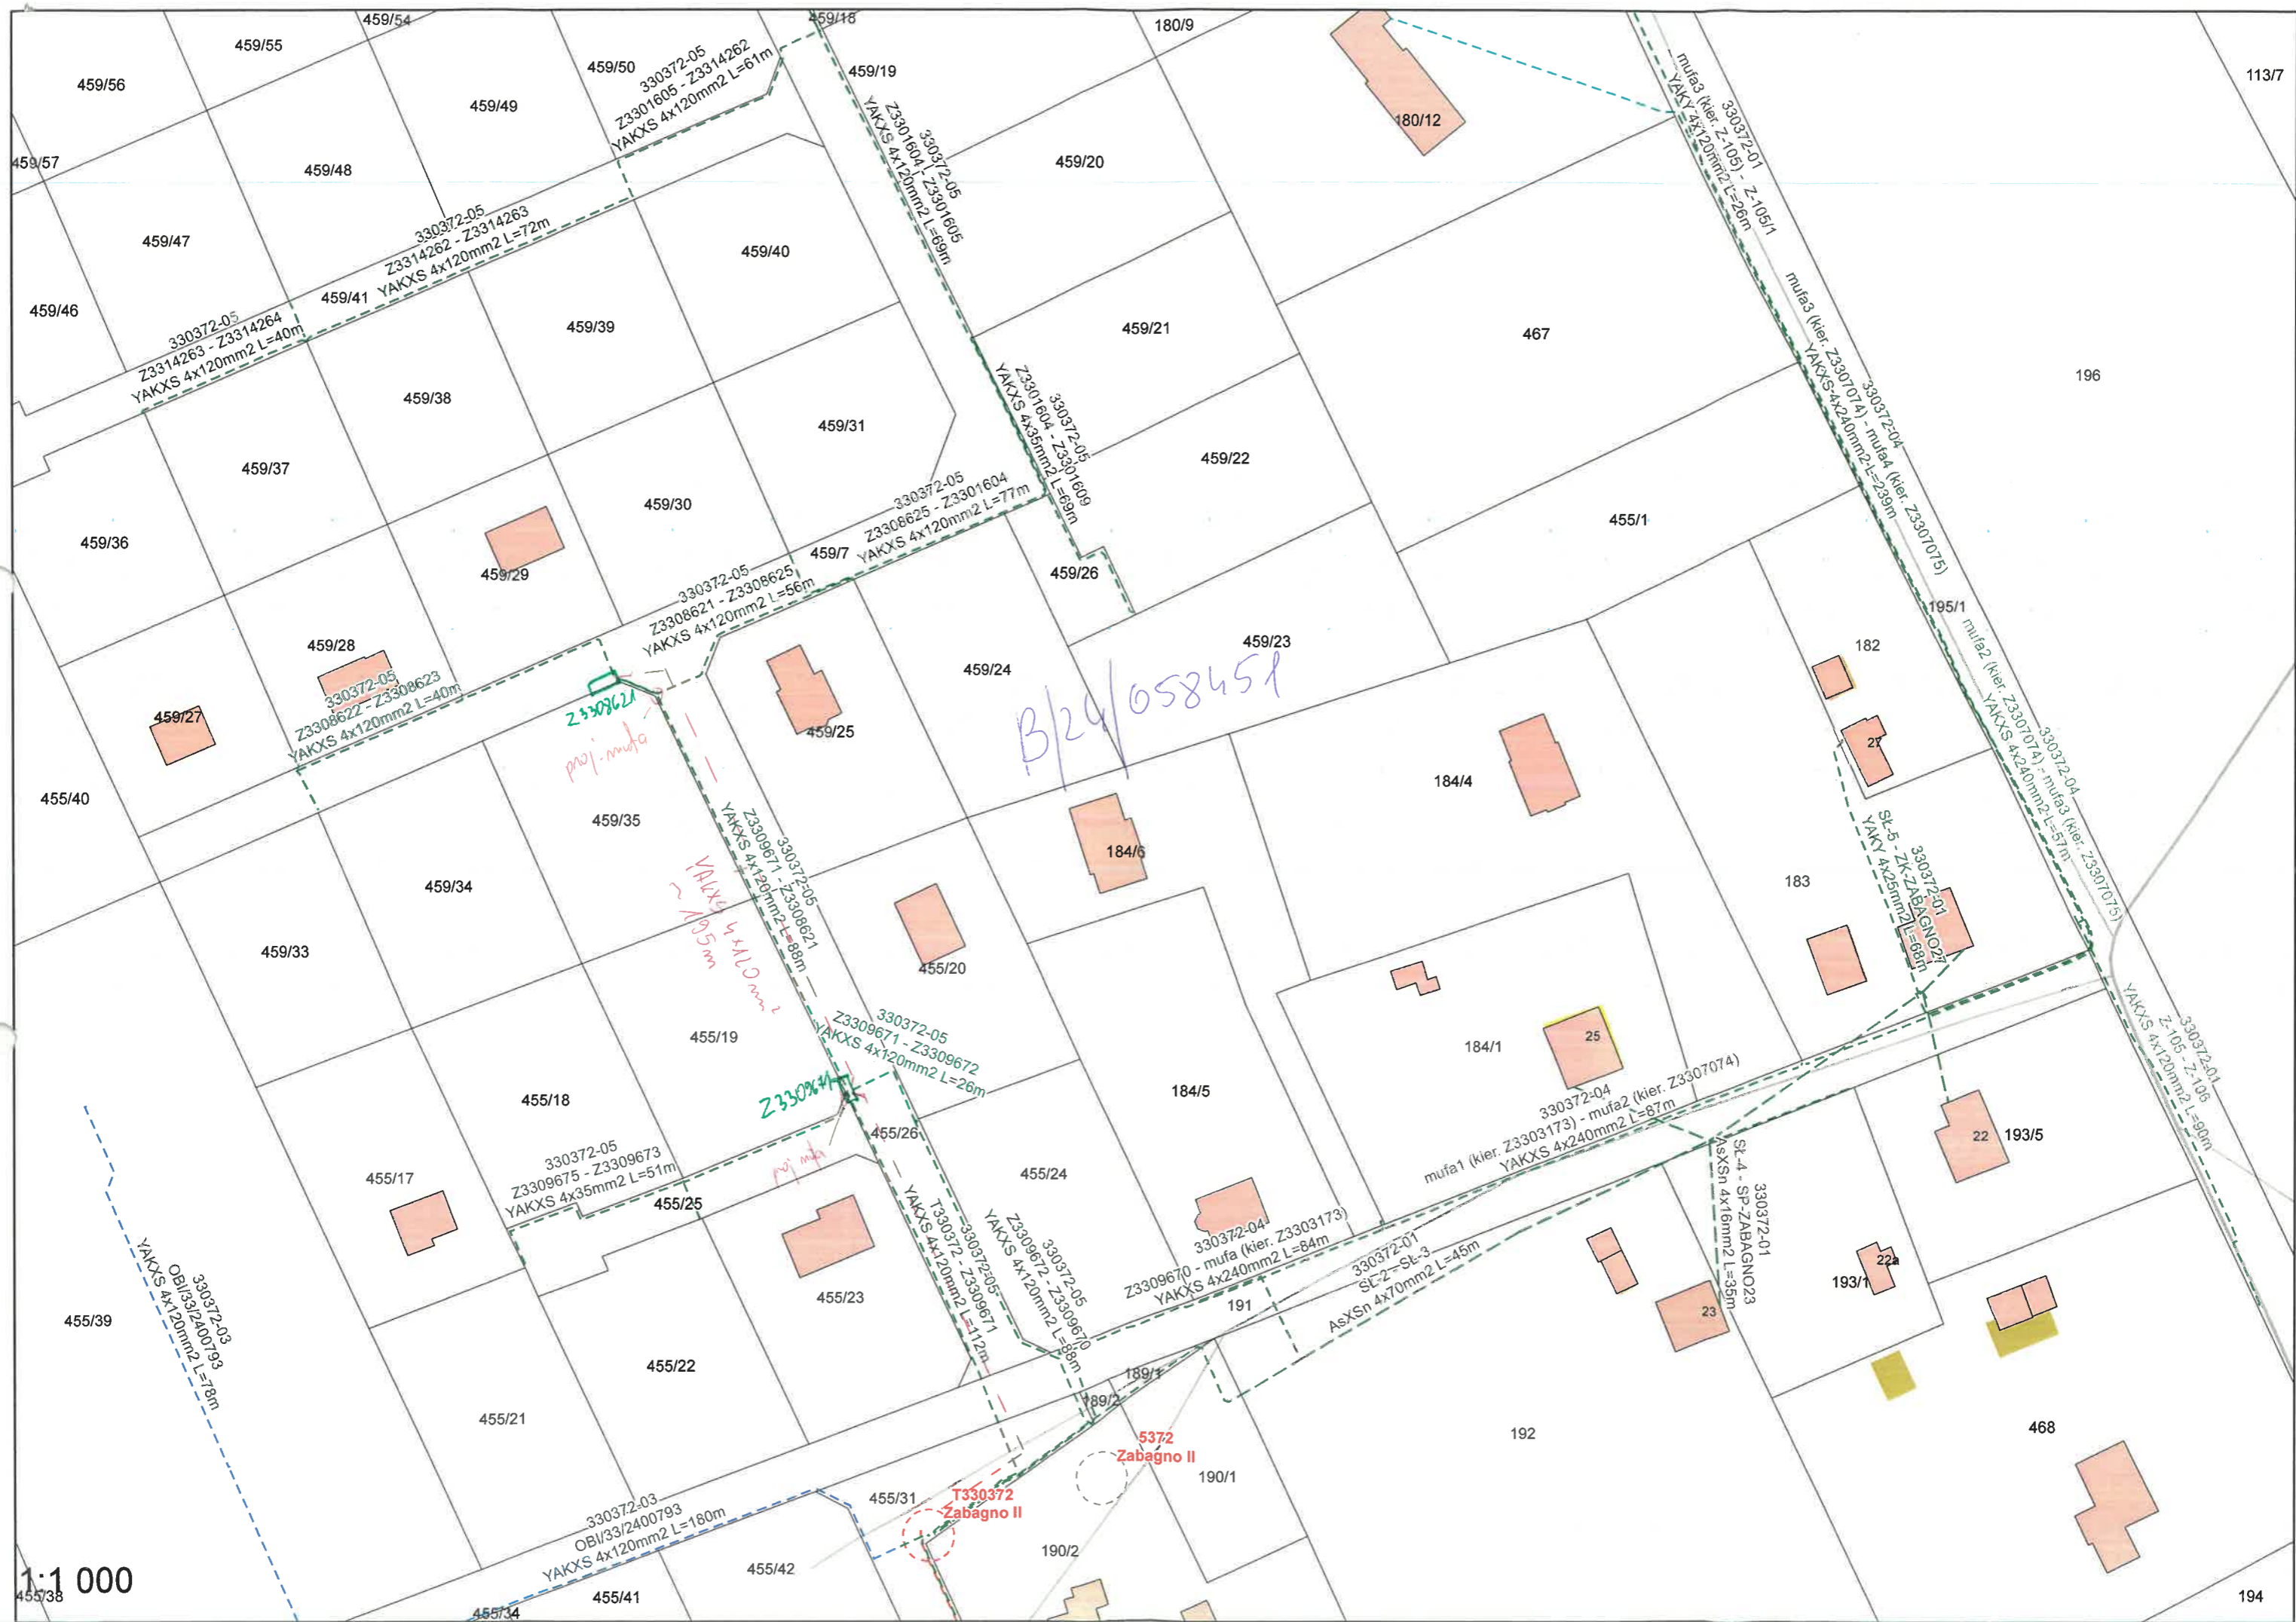 459/54
459/18
180/9
459/55
459/50
330372-05
Z3301605 - Z3314262
YAKXS 4x120mm2 L=61m
459/19
459/56
459/49
113/7
180/12
mufa3 (kier. Z-105) - Z-105/1
YAKY 4x120mm2 L=26m
330372-01
459/57
459/48
330372-05
Z3301604 - Z3301605
YAKXS 4x120mm2 L=69m
459/20
459/47
330372-05
Z3314262 - Z3314263
YAKXS 4x120mm2 L=72m
459/40
459/46
459/41
459/39
459/21
467
330372-05
Z3314263 - Z3314264
YAKXS 4x120mm2 L=40m
330372-04
mufa3 (kier. Z3307074) - mufa4 (kier. Z3307075)
YAKXS 4x240mm2 L=239m
196
459/38
459/31
330372-05
Z3301604 - Z3301609
YAKXS 4x35mm2 L=69m
459/37
459/22
459/30
330372-05
Z3308625 - Z3301604
YAKXS 4x120mm2 L=77m
455/1
459/36
459/29
459/7
459/26
330372-05
Z3308621 - Z3308625
YAKXS 4x120mm2 L=56m
195/1
459/28
459/24
459/23
182
330372-05
Z3308622 - Z3308623
YAKXS 4x120mm2 L=40m
459/27
Z3308621
proj. mufa
459/25
B/24/058451
27
330372-04
mufa2 (kier. Z3307074) - mufa3 (kier. Z3307075)
YAKXS 4x240mm2 L=57m
455/40
459/35
184/4
330372-05
Z3309671 - Z3308621
YAKXS 4x120mm2 L=88m
184/6
330372-01
SŁ-5 - ZK-ZABAGNO27
YAKY 4x25mm2 L=68m
459/34
YAKXS 4x120mm2
~ 195m
183
459/33
455/20
455/19
330372-05
Z3309671 - Z3309672
YAKXS 4x120mm2 L=26m
184/1
25
330372-01
Z-105 - Z-106
YAKXS 4x120mm2 L=90m
Z3309671
455/18
184/5
330372-04
mufa1 (kier. Z3303173) - mufa2 (kier. Z3307074)
YAKXS 4x240mm2 L=87m
455/26
22
193/5
330372-05
Z3309675 - Z3309673
YAKXS 4x35mm2 L=51m
proj. mufa
455/17
455/24
455/25
330372-01
SŁ-4 - SP-ZABAGNO23
AsXSn 4x16mm2 L=35m
330372-05
T330372 - Z3309671
YAKXS 4x120mm2 L=112m
330372-05
Z3309672 - Z3309670
YAKXS 4x120mm2 L=88m
330372-04
Z3309670 - mufa (kier. Z3303173)
YAKXS 4x240mm2 L=84m
330372-01
SŁ-2 - SŁ-3
AsXSn 4x70mm2 L=45m
22a
193/1
455/39
330372-03
OBI/33/2400793
YAKXS 4x120mm2 L=78m
455/23
191
23
455/22
189/1
189/2
455/21
192
468
5372
Zabagno II
190/1
455/31
T330372
Zabagno II
330372-03
OBI/33/2400793
YAKXS 4x120mm2 L=180m
190/2
455/42
1:1 000
455/38
455/41
455/34
194